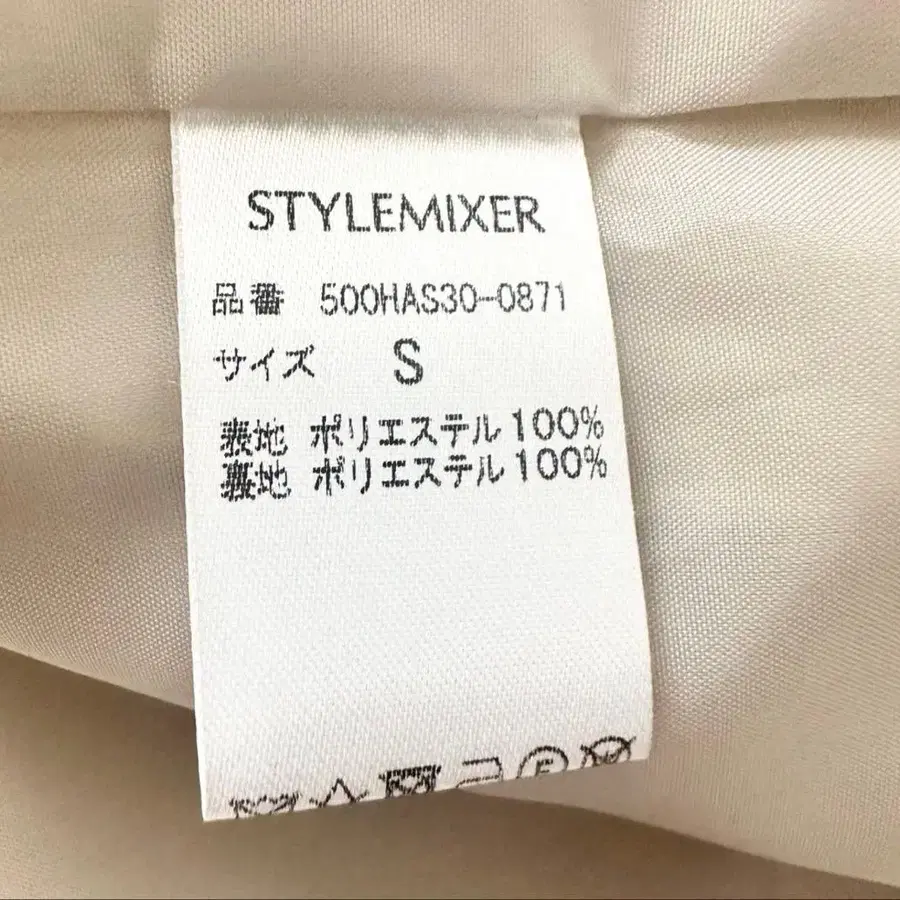 STYLEMIXER
品番 500HAS30-0871
サイズ S
表地 ポリエステル100%
裏地 ポリエステル100%